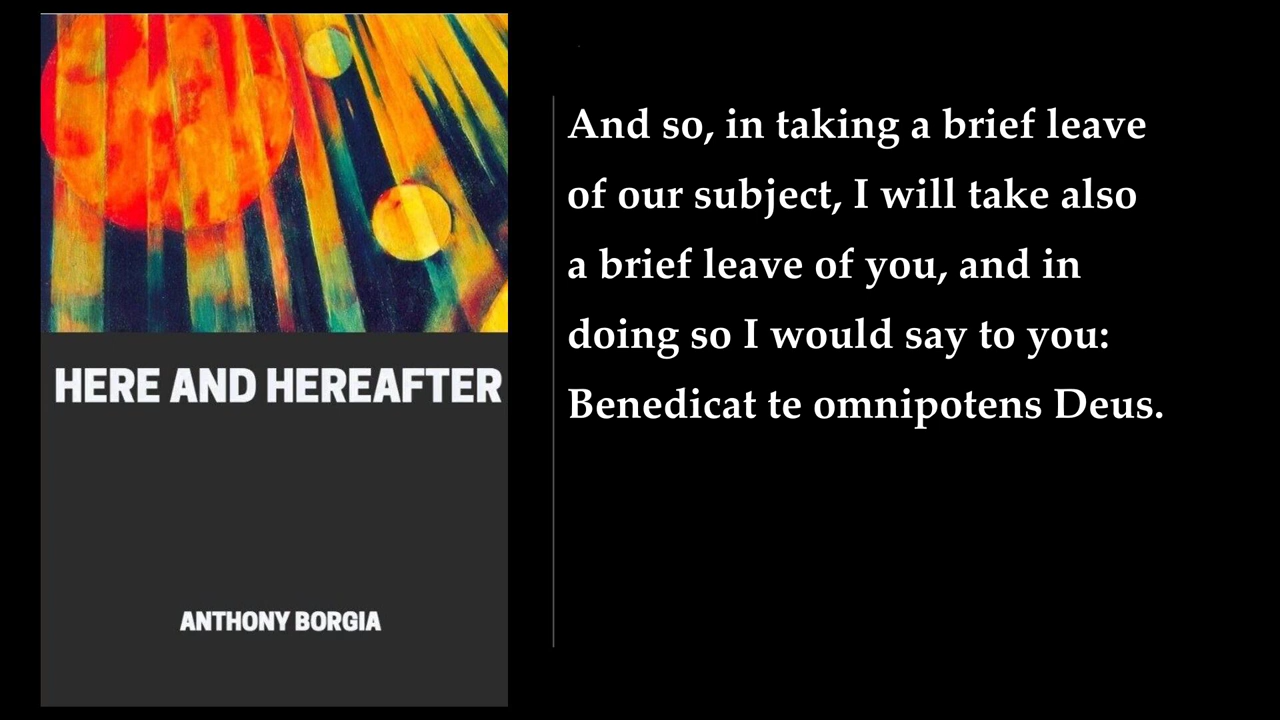 HERE AND HEREAFTER
ANTHONY BORGIA
And so, in taking a brief leave
of our subject, I will take also
a brief leave of you, and in
doing so I would say to you:
Benedicat te omnipotens Deus.